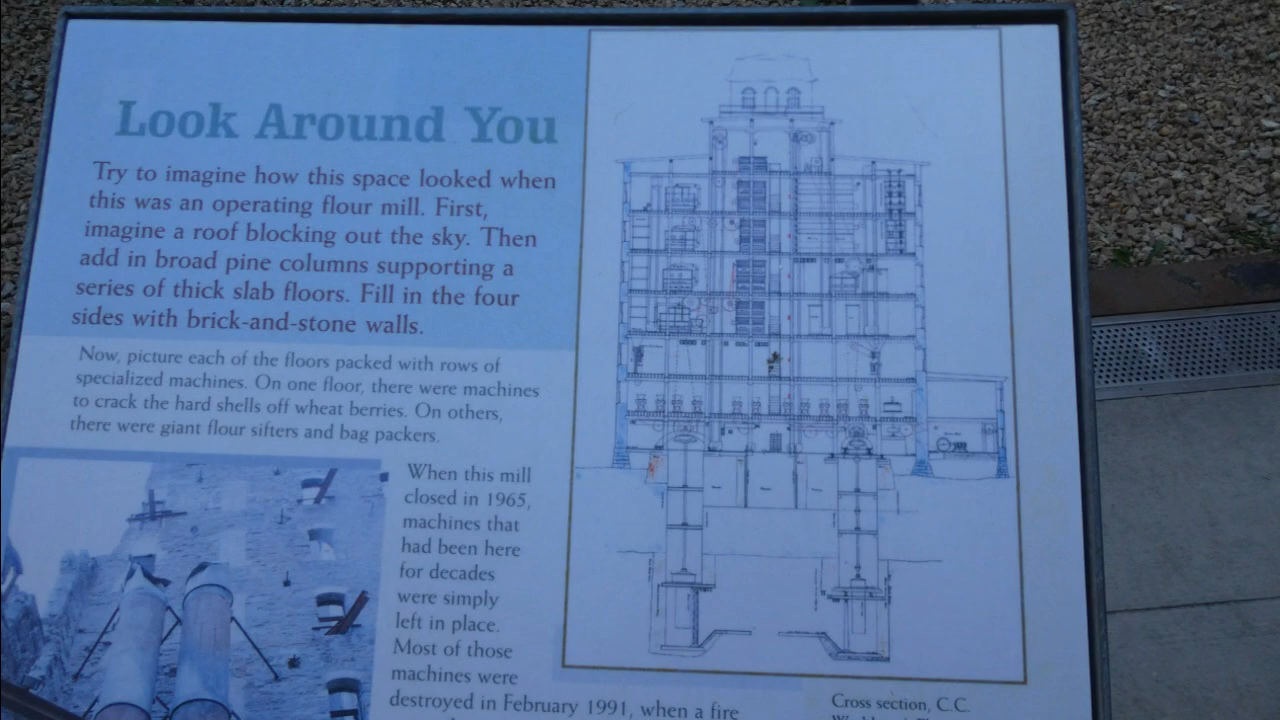 Look Around You
Try to imagine how this space looked when
this was an operating flour mill. First,
imagine a roof blocking out the sky. Then
add in broad pine columns supporting a
series of thick slab floors. Fill in the four
sides with brick-and-stone walls.
Now, picture each of the floors packed with rows of
specialized machines. On one floor, there were machines
to crack the hard shells off wheat berries. On others,
there were giant flour sifters and bag packers.
When this mill
closed in 1965,
machines that
had been here
for decades
were simply
left in place.
Most of those
machines were
destroyed in February 1991, when a fire
Cross section, C.C.